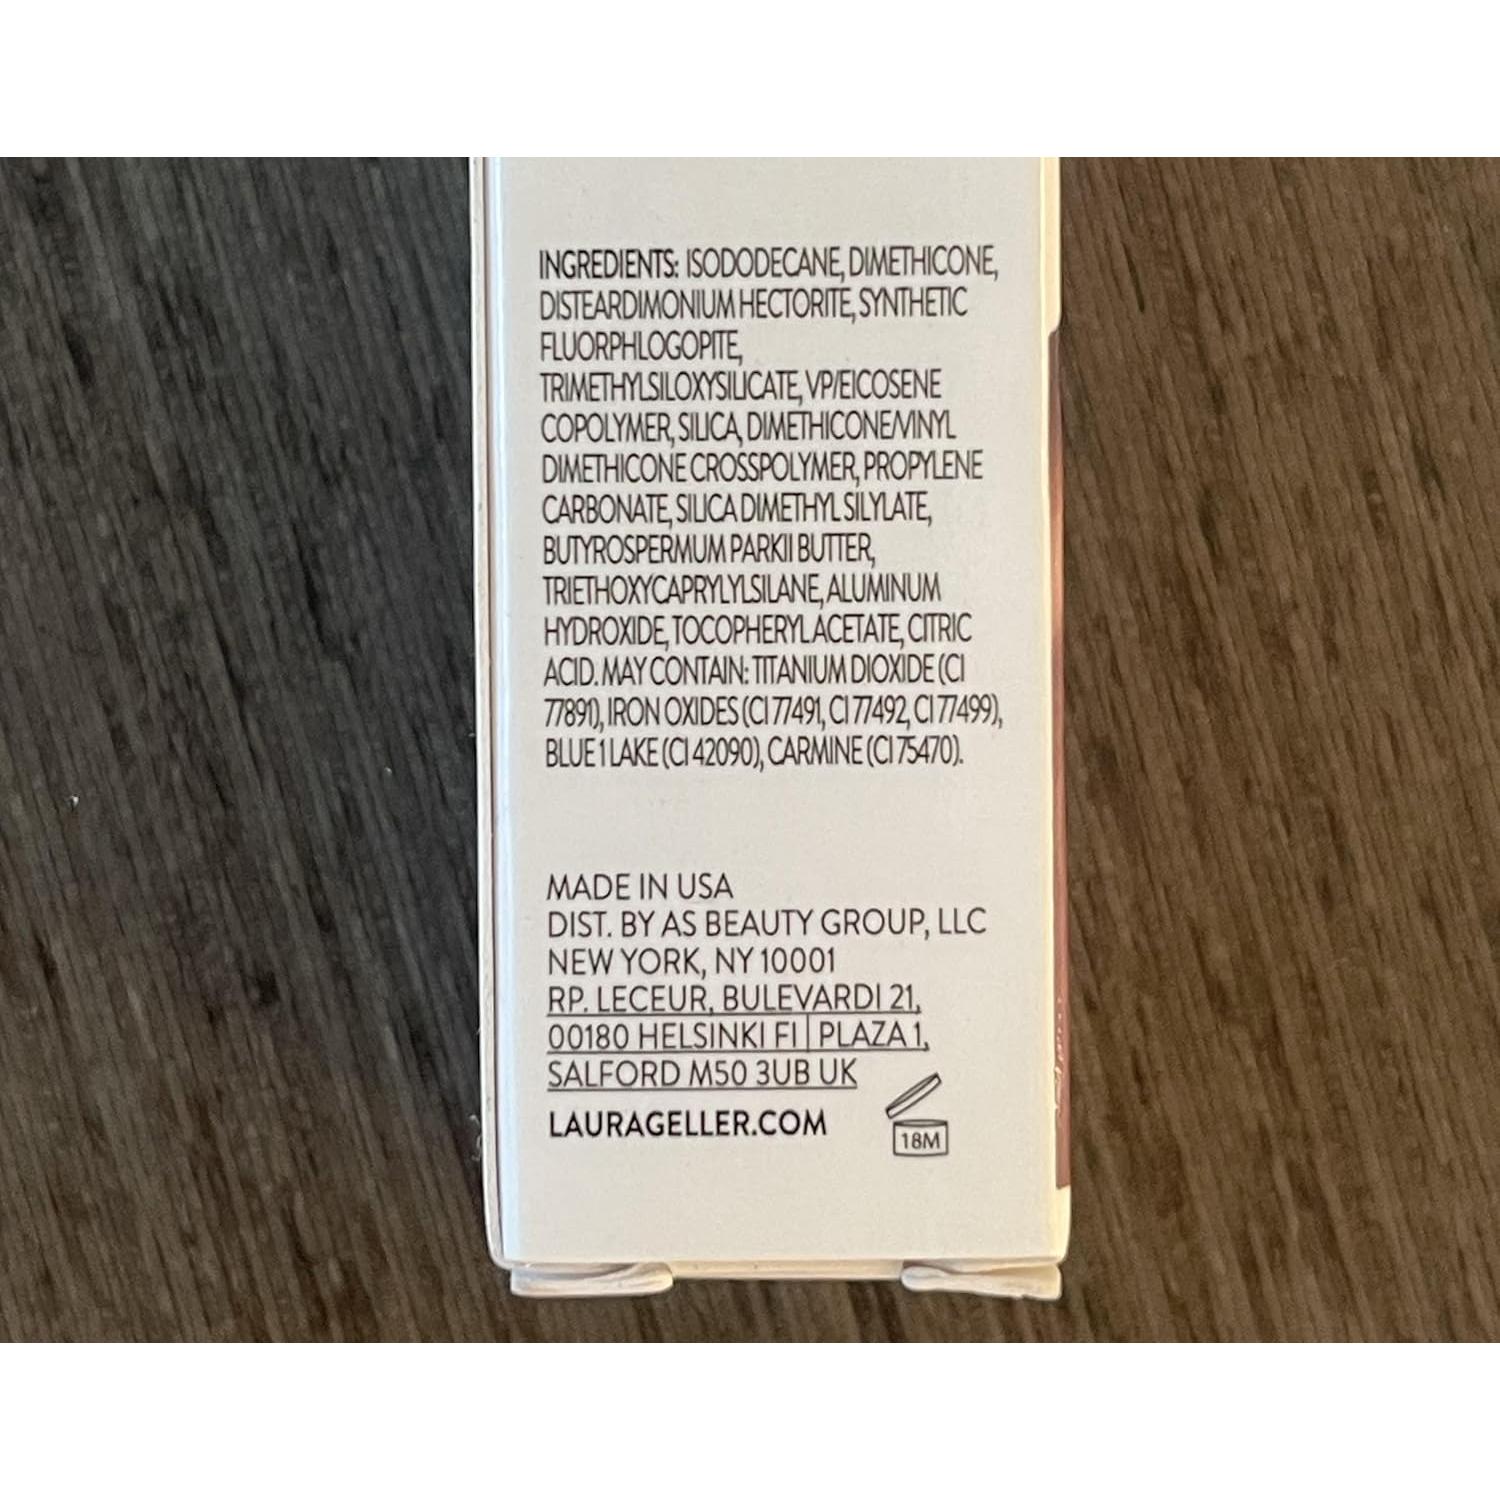 INGREDIENTS: ISODODECANE, DIMETHICONE,
DISTEARDIMONIUM HECTORITE, SYNTHETIC
FLUORPHLOGOPITE,
TRIMETHYLSILOXYSILICATE, VP/EICOSENE
COPOLYMER, SILICA, DIMETHICONE/VINYL
DIMETHICONE CROSSPOLYMER, PROPYLENE
CARBONATE, SILICA DIMETHYL SILYLATE,
BUTYROSPERMUM PARKII BUTTER,
TRIETHOXYCAPRYLYLSILANE, ALUMINUM
HYDROXIDE, TOCOPHERYL ACETATE, CITRIC
ACID. MAY CONTAIN: TITANIUM DIOXIDE (CI
77891), IRON OXIDES (CI 77491, CI 77492, CI 77499),
BLUE 1 LAKE (CI 42090), CARMINE (CI 75470).
MADE IN USA
DIST. BY AS BEAUTY GROUP, LLC
NEW YORK, NY 10001
RP. LECEUR, BULEVARDI 21,
00180 HELSINKI FI | PLAZA 1,
SALFORD M50 3UB UK
LAURAGELLER.COM
18M